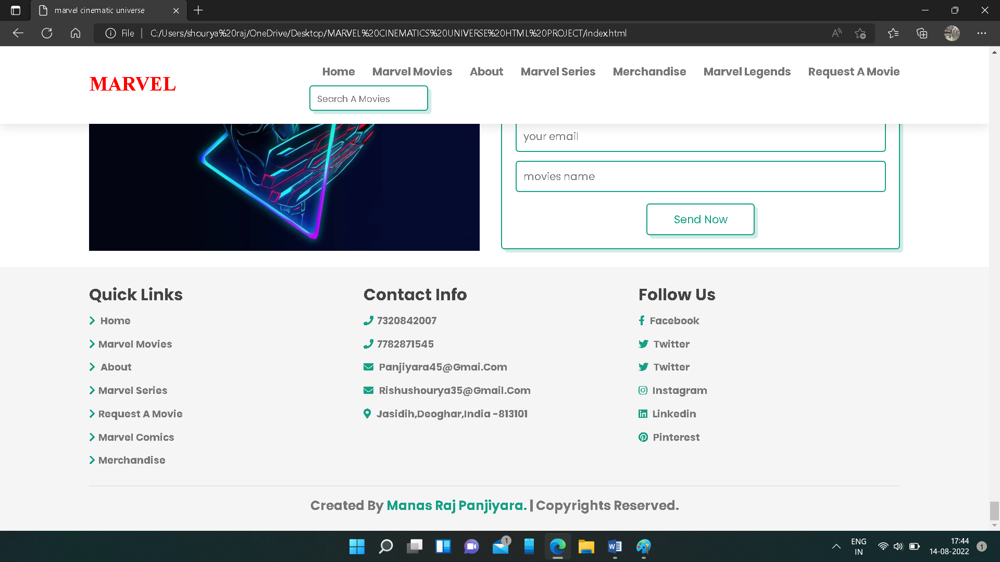 marvel cinematic universe
File | C:/Users/shourya%20raj/OneDrive/Desktop/MARVEL%20CINEMATICS%20UNIVERSE%20HTML%20PROJECT/index.html
MARVEL
Home Marvel Movies About Marvel Series Merchandise Marvel Legends Request A Movie
Search A Movies
your email
movies name
Send Now
Quick Links
Home
Marvel Movies
About
Marvel Series
Request A Movie
Marvel Comics
Merchandise
Contact Info
7320842007
7782871545
Panjiyara45@Gmai.Com
Rishushourya35@Gmail.Com
Jasidih,Deoghar,India -813101
Follow Us
Facebook
Twitter
Twitter
Instagram
Linkedin
Pinterest
Created By Manas Raj Panjiyara. | Copyrights Reserved.
1
ENG
IN
17:44
14-08-2022
1